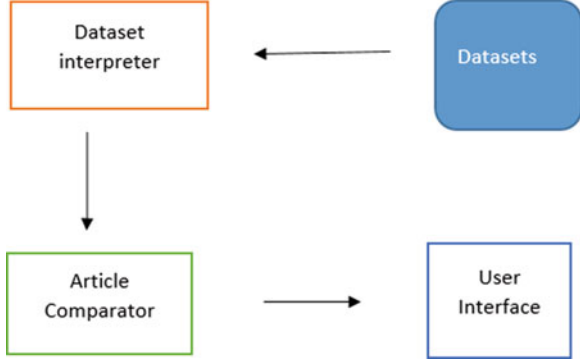 Dataset
interpreter
Datasets
Article
Comparator
User
Interface